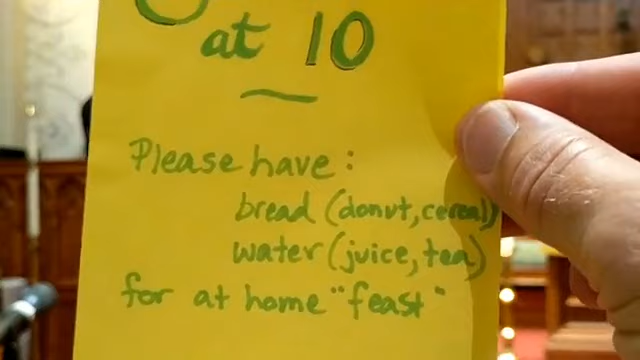 at 10
Please have:
bread (donut, cereal)
water (juice, tea)
for at home "feast"